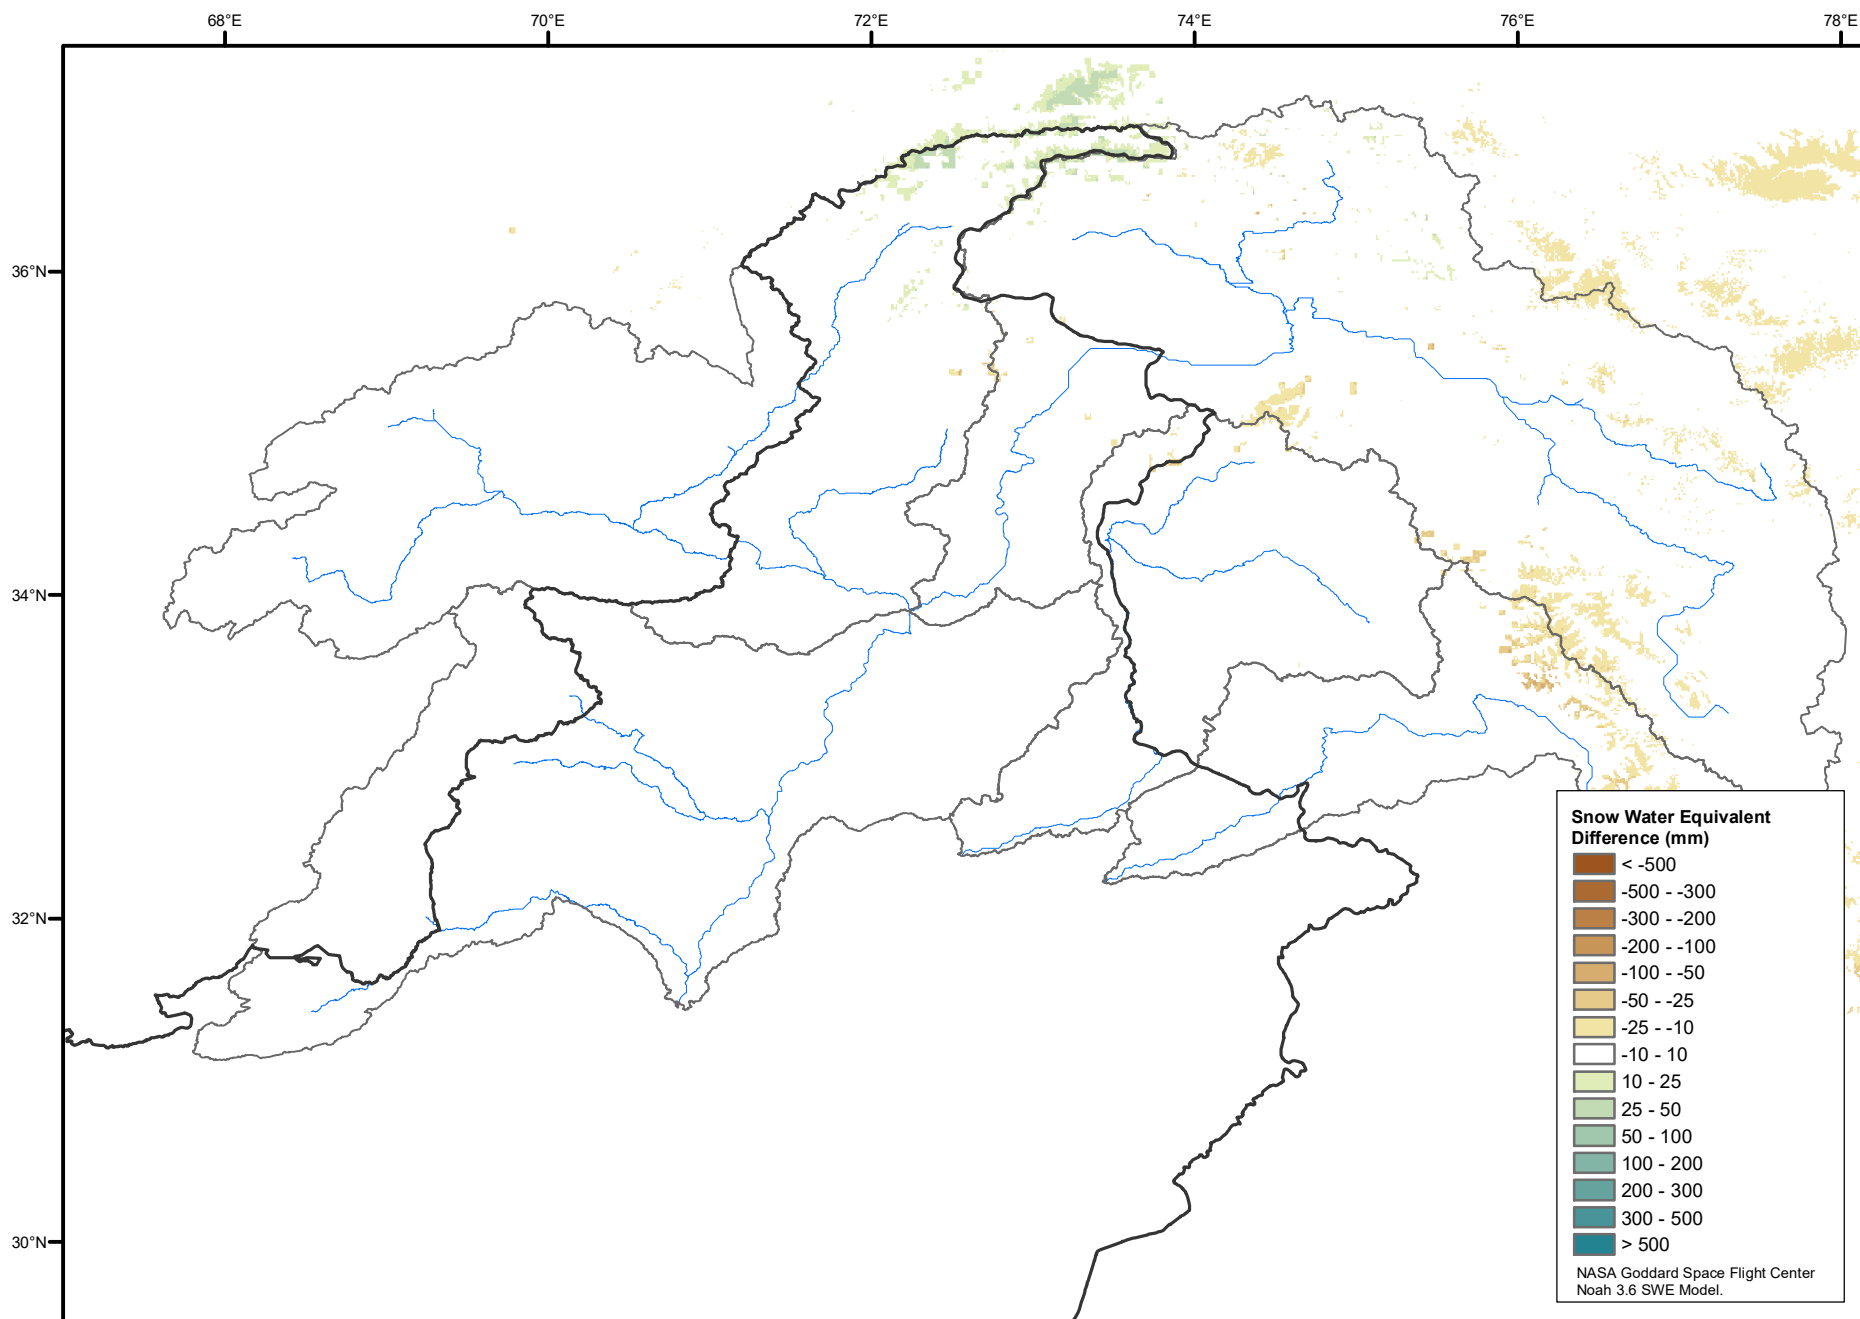 68°E 70°E 72°E 74°E 76°E 78°E
36°N
34°N
32°N
30°N
Snow Water Equivalent
Difference (mm)
< -500
-500 - -300
-300 - -200
-200 - -100
-100 - -50
-50 - -25
-25 - -10
-10 - 10
10 - 25
25 - 50
50 - 100
100 - 200
200 - 300
300 - 500
> 500
NASA Goddard Space Flight Center
Noah 3.6 SWE Model.